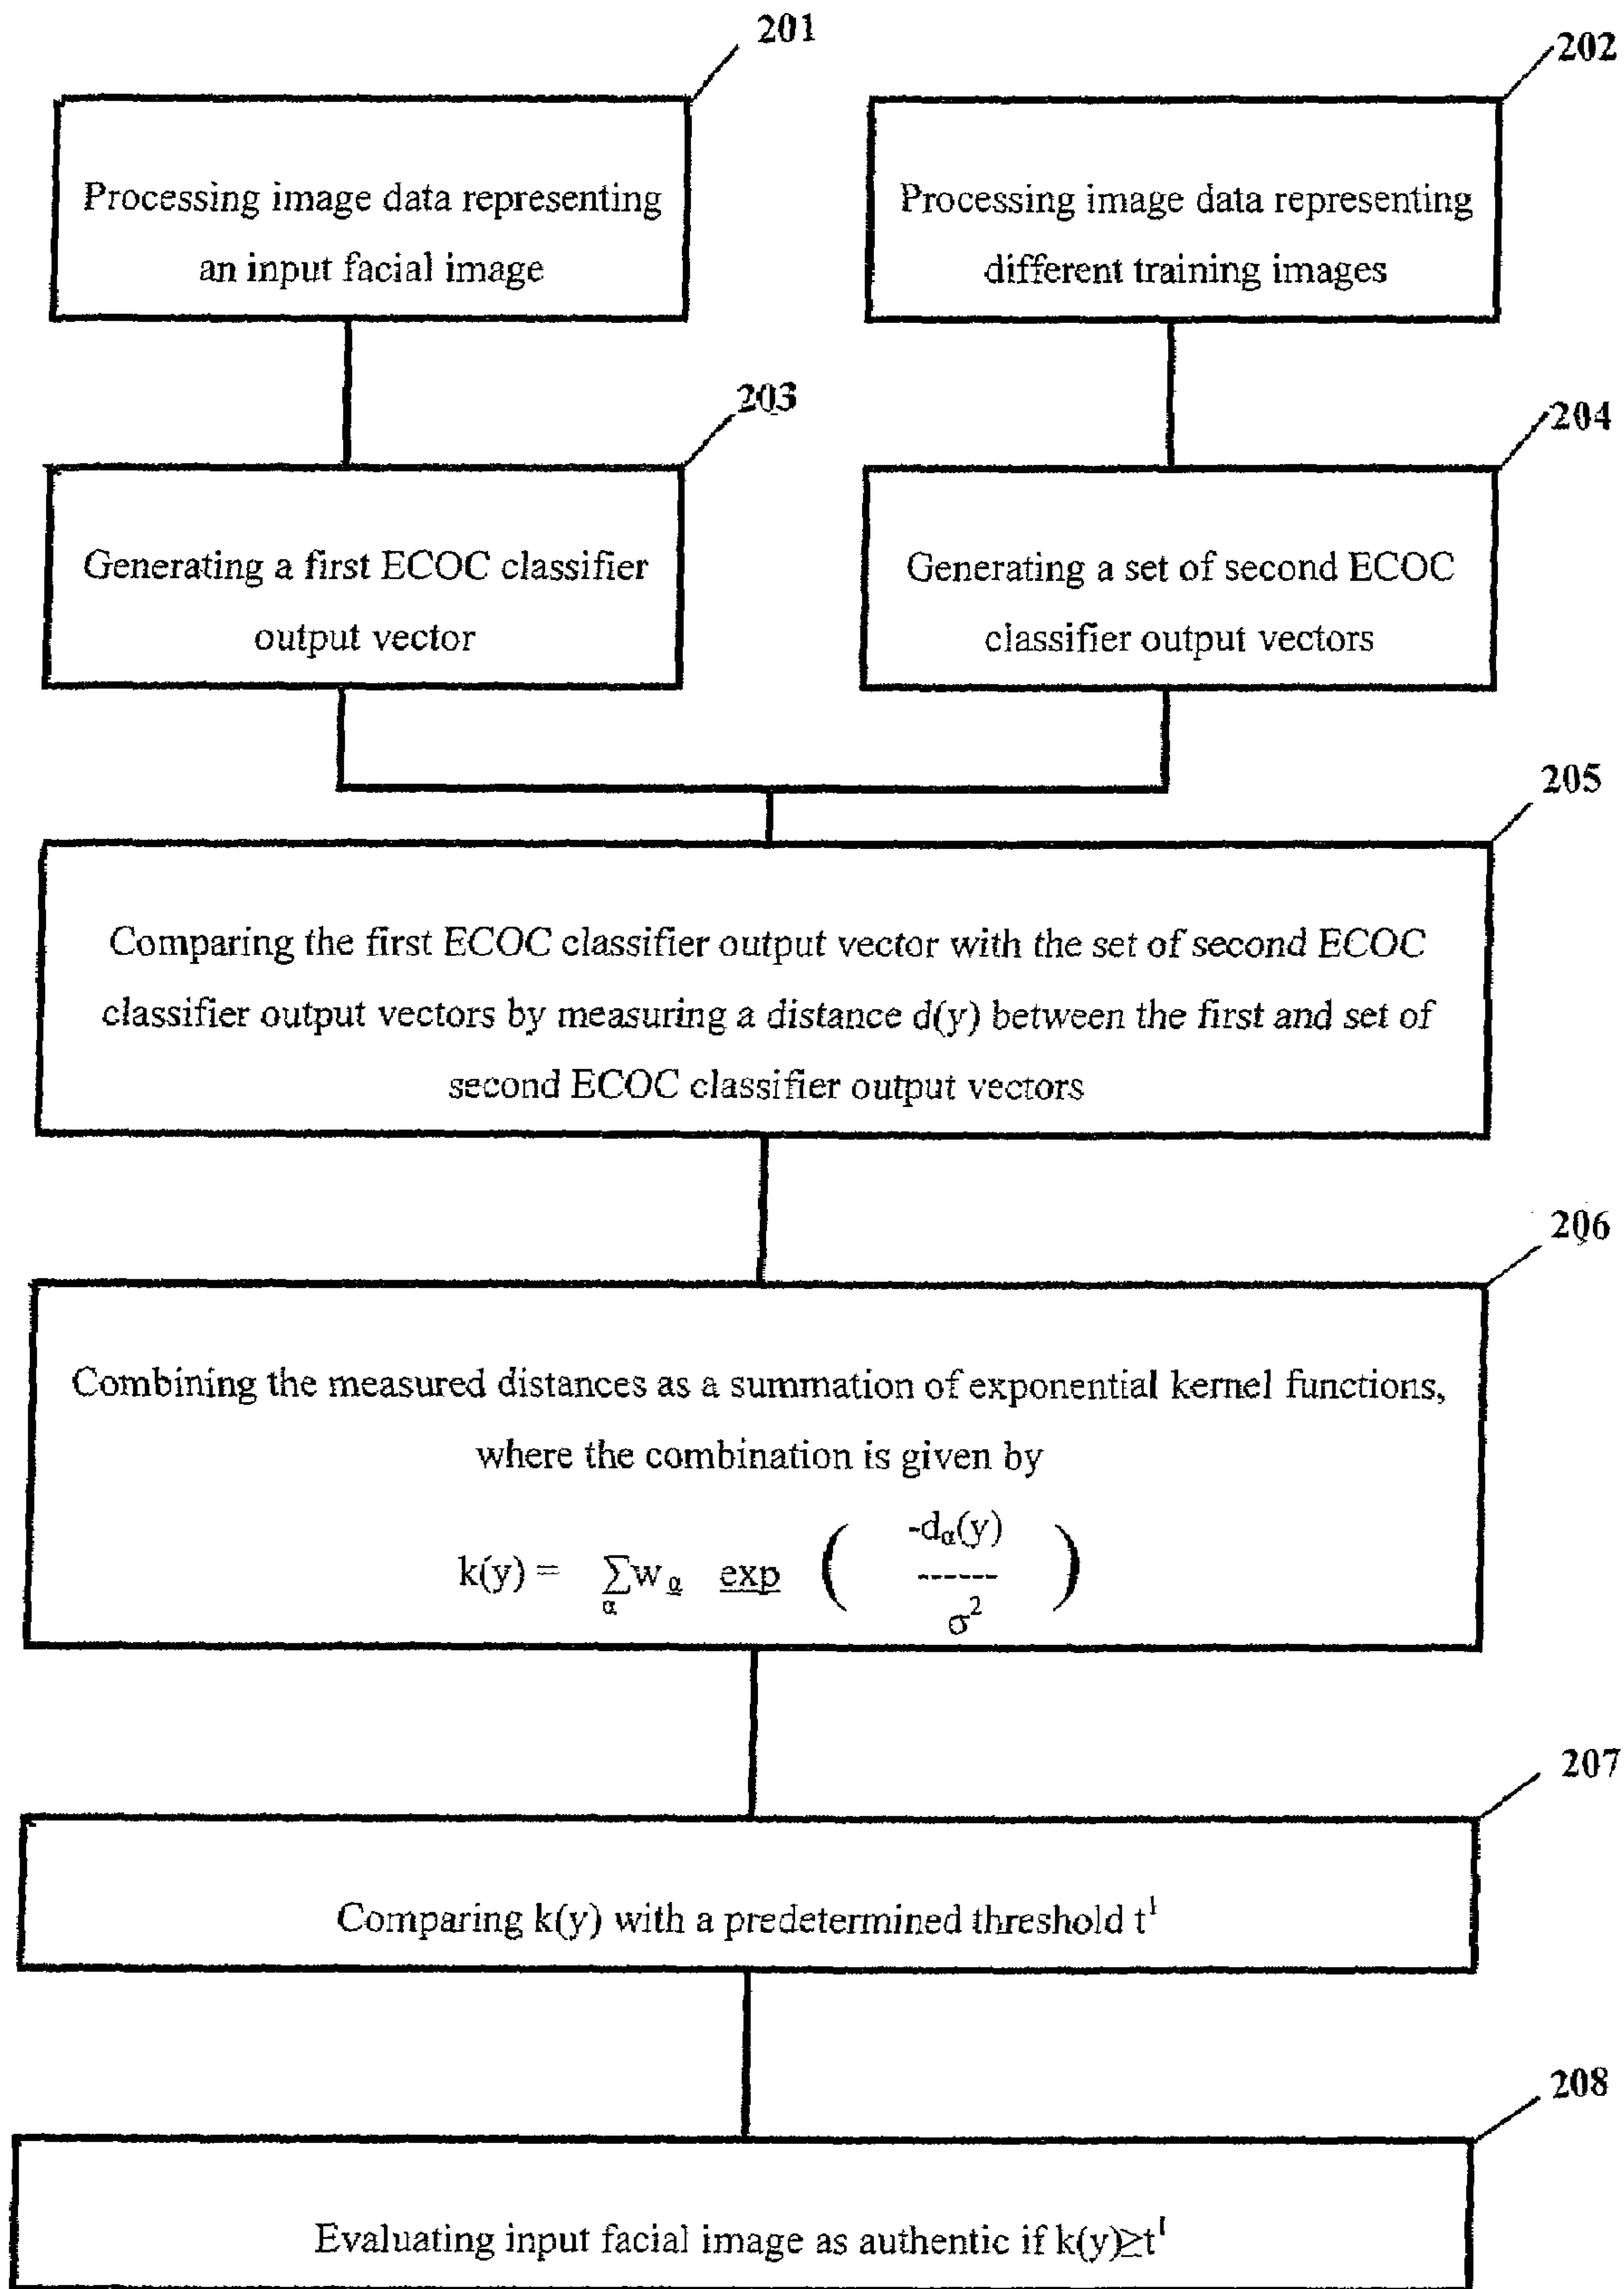 201
202
Processing image data representing
an input facial image
Processing image data representing
different training images
203
204
Generating a first ECOC classifier
output vector
Generating a set of second ECOC
classifier output vectors
205
Comparing the first ECOC classifier output vector with the set of second ECOC
classifier output vectors by measuring a distance d(y) between the first and set of
second ECOC classifier output vectors
206
Combining the measured distances as a summation of exponential kernel functions,
where the combination is given by
k(y) = ∑α wα exp ( -dα(y)
------
σ² )
207
Comparing k(y) with a predetermined threshold t¹
208
Evaluating input facial image as authentic if k(y)≥t¹